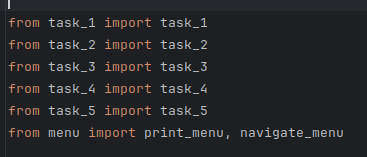 from task_1 import task_1
from task_2 import task_2
from task_3 import task_3
from task_4 import task_4
from task_5 import task_5
from menu import print_menu, navigate_menu